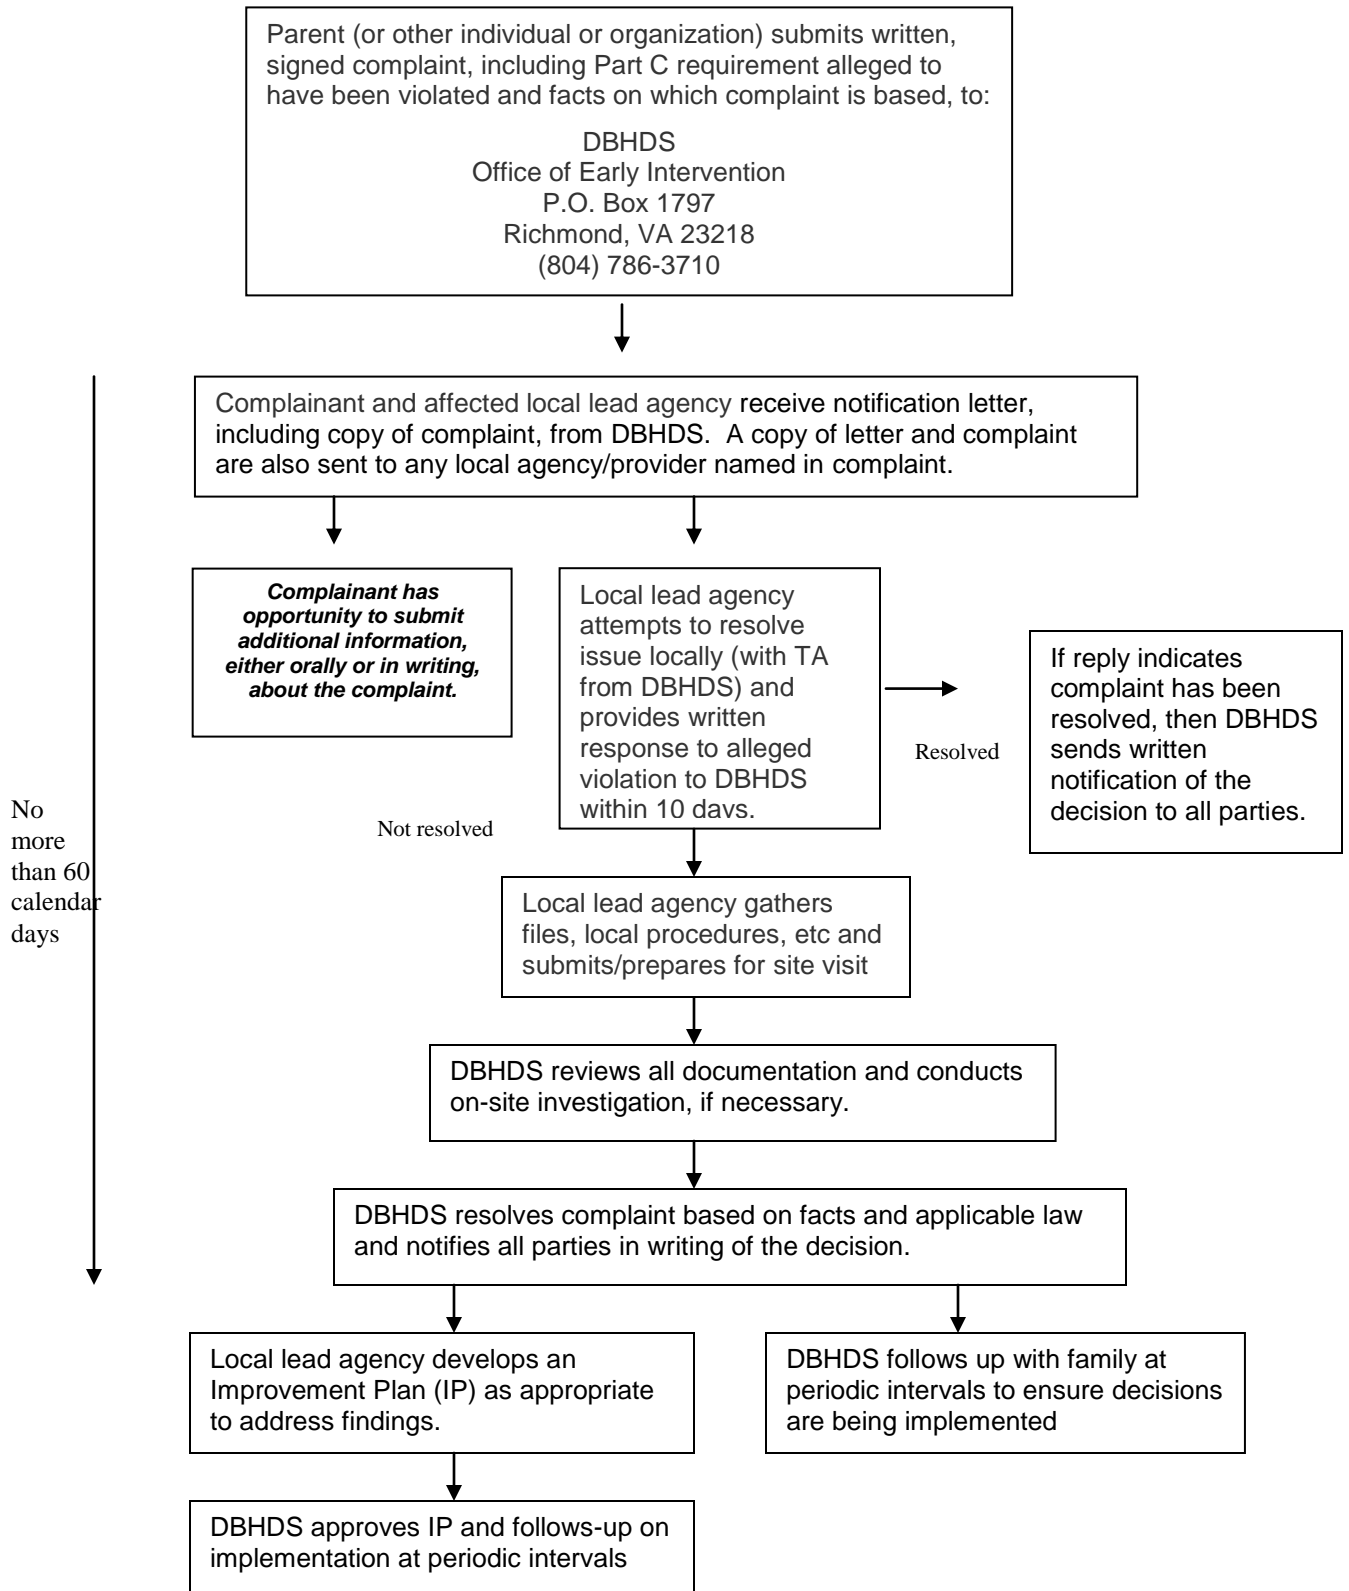 Parent (or other individual or organization) submits written,
signed complaint, including Part C requirement alleged to
have been violated and facts on which complaint is based, to:
DBHDS
Office of Early Intervention
P.O. Box 1797
Richmond, VA 23218
(804) 786-3710
Complainant and affected local lead agency receive notification letter,
including copy of complaint, from DBHDS.  A copy of letter and complaint
are also sent to any local agency/provider named in complaint.
Complainant has
opportunity to submit
additional information,
either orally or in writing,
about the complaint.
Local lead agency
attempts to resolve
issue locally (with TA
from DBHDS) and
provides written
response to alleged
violation to DBHDS
within 10 days.
Resolved
If reply indicates
complaint has been
resolved, then DBHDS
sends written
notification of the
decision to all parties.
No
more
than 60
calendar
days
Not resolved
Local lead agency gathers
files, local procedures, etc and
submits/prepares for site visit
DBHDS reviews all documentation and conducts
on-site investigation, if necessary.
DBHDS resolves complaint based on facts and applicable law
and notifies all parties in writing of the decision.
Local lead agency develops an
Improvement Plan (IP) as appropriate
to address findings.
DBHDS follows up with family at
periodic intervals to ensure decisions
are being implemented
DBHDS approves IP and follows-up on
implementation at periodic intervals